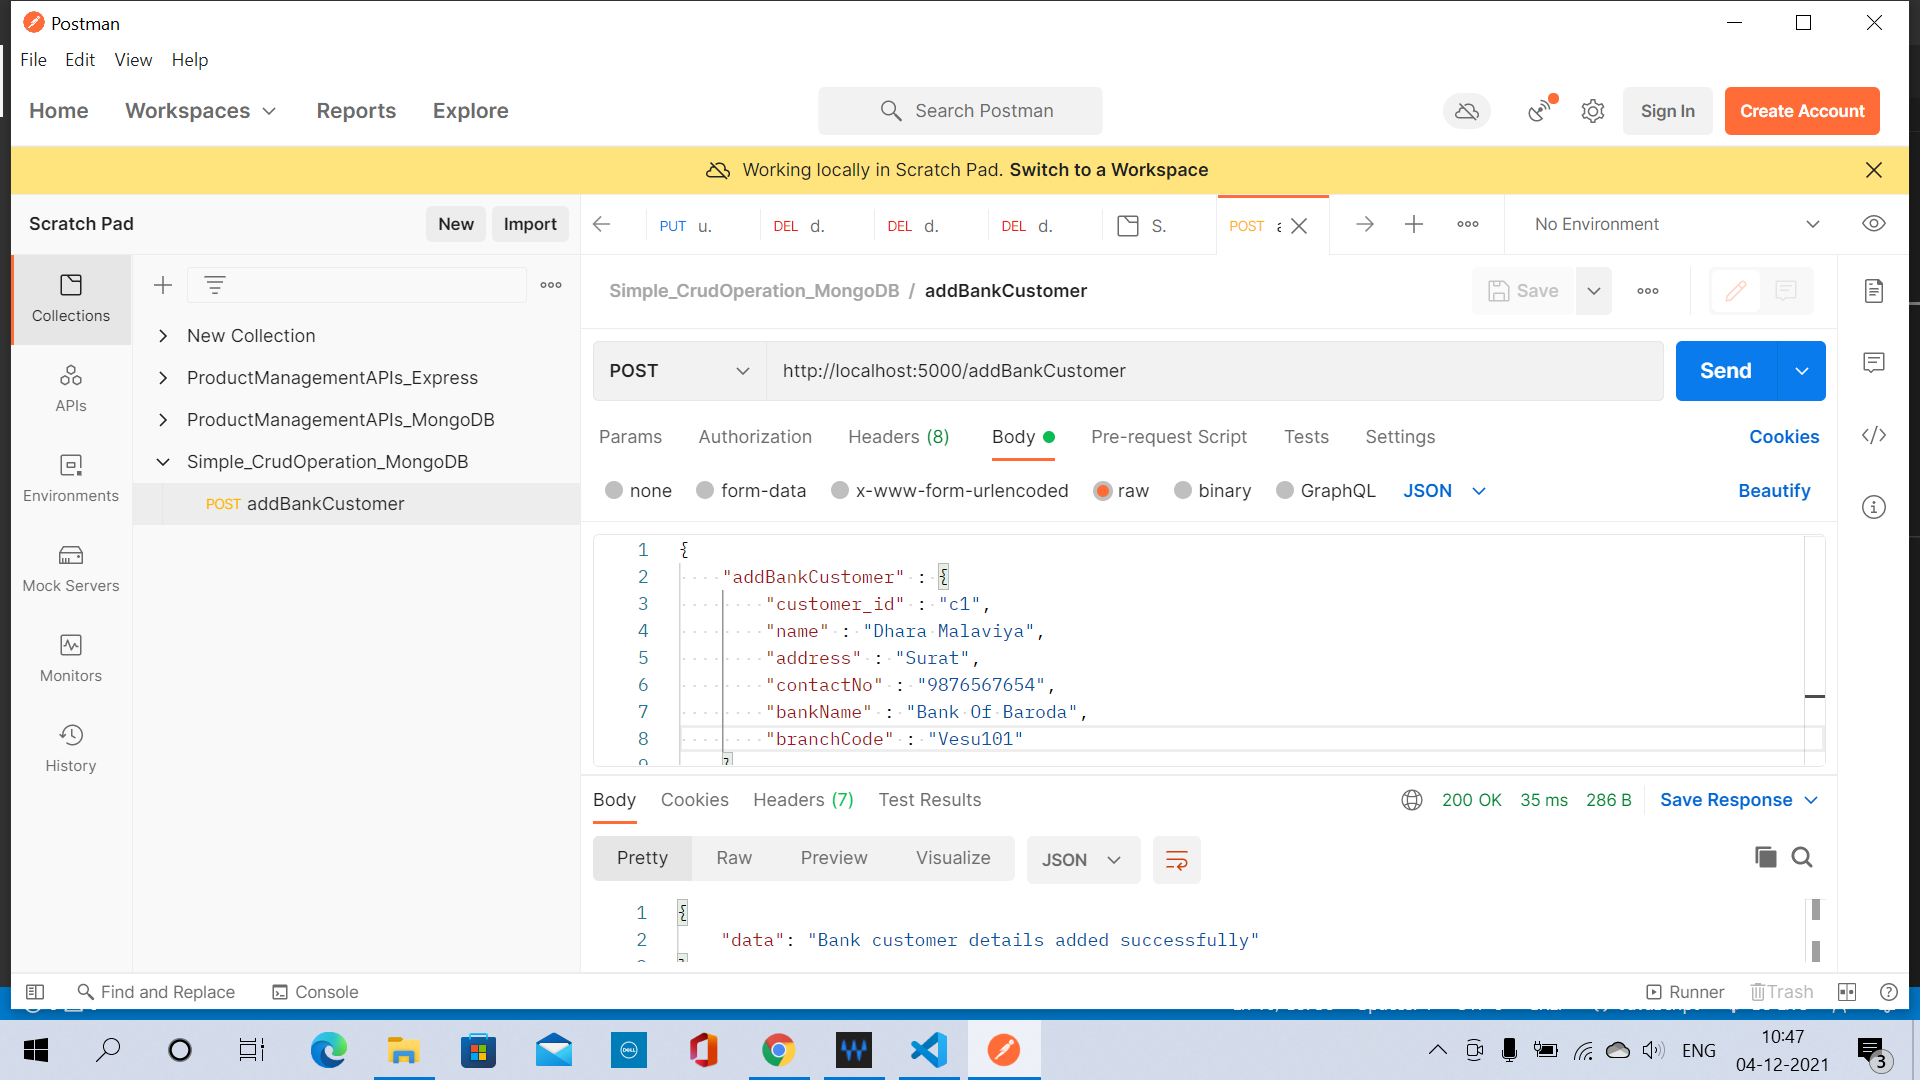 Postman
File Edit View Help
Home Workspaces Reports Explore Search Postman Sign In Create Account
Working locally in Scratch Pad. Switch to a Workspace
Scratch Pad New Import PUT u. DEL d. DEL d. DEL d. S. POST No Environment
Collections
APIs
Environments
Mock Servers
Monitors
History
New Collection
ProductManagementAPIs_Express
ProductManagementAPIs_MongoDB
Simple_CrudOperation_MongoDB
POST addBankCustomer
Simple_CrudOperation_MongoDB / addBankCustomer Save
POST http://localhost:5000/addBankCustomer Send
Params Authorization Headers (8) Body Pre-request Script Tests Settings Cookies
none form-data x-www-form-urlencoded raw binary GraphQL JSON Beautify
1 {
2 "addBankCustomer" : {
3 "customer_id" : "c1",
4 "name" : "Dhara Malaviya",
5 "address" : "Surat",
6 "contactNo" : "9876567654",
7 "bankName" : "Bank Of Baroda",
8 "branchCode" : "Vesu101"
9 }
Body Cookies Headers (7) Test Results 200 OK 35 ms 286 B Save Response
Pretty Raw Preview Visualize JSON
1 {
2 "data": "Bank customer details added successfully"
Find and Replace Console Runner Trash
DELL
ENG
10:47
04-12-2021
3